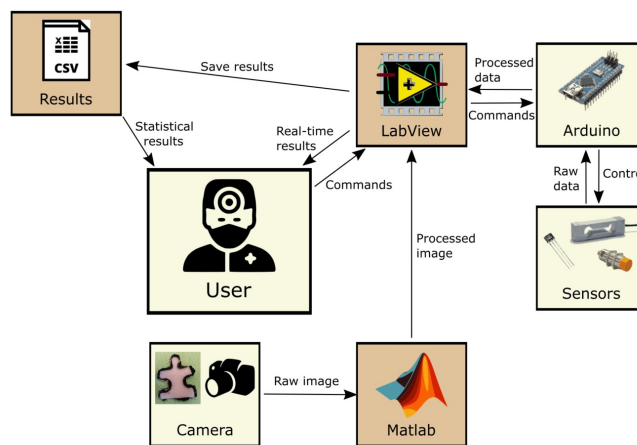 CSV
Results
Save results
LabView
Processed
data
Commands
Arduino
Statistical
results
Real-time
results
Commands
Raw
data
Contro
User
Processed
image
Sensors
Camera
Raw image
Matlab